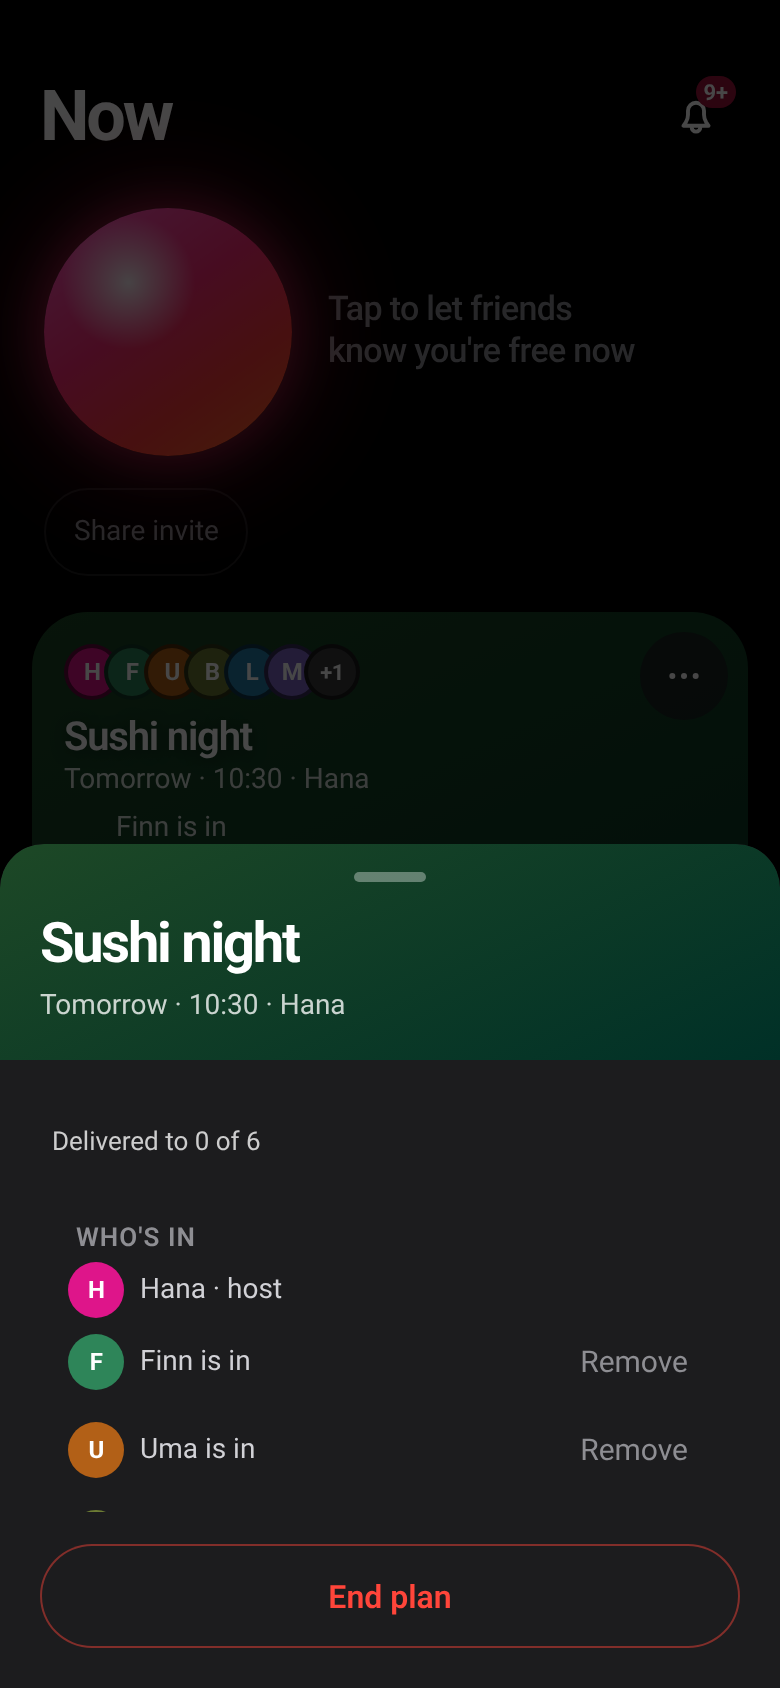 Now
9+
Tap to let friends
know you're free now
Share invite
H F U B L M +1
Sushi night
Tomorrow · 10:30 · Hana
Finn is in
Sushi night
Tomorrow · 10:30 · Hana
Delivered to 0 of 6
WHO'S IN
H Hana · host
F Finn is in Remove
U Uma is in Remove
End plan